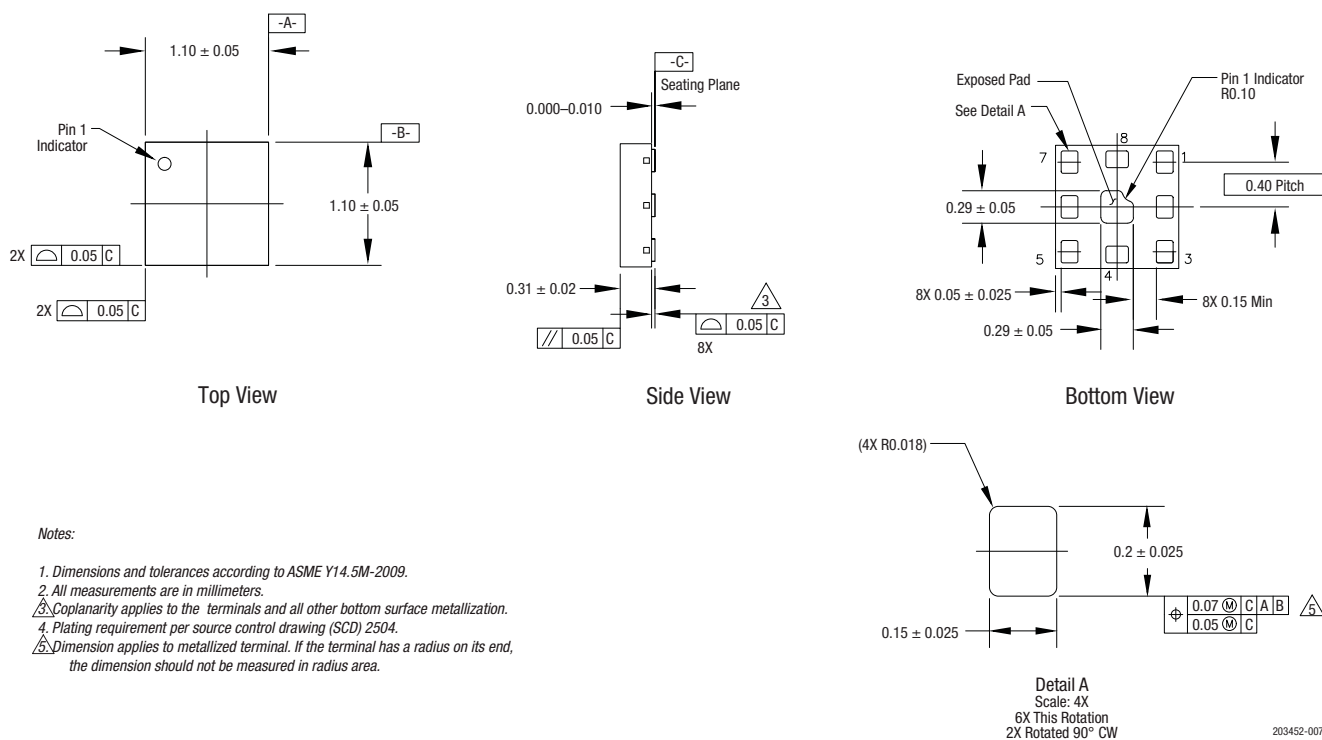 -A-
1.10 ± 0.05
Pin 1
Indicator
-B-
1.10 ± 0.05
2X 0.05 C
2X 0.05 C
Top View
-C-
Seating Plane
0.000–0.010
0.31 ± 0.02
3
// 0.05 C
0.05 C
8X
Side View
Exposed Pad
See Detail A
Pin 1 Indicator
R0.10
8
7
1
0.40 Pitch
0.29 ± 0.05
5
4
3
8X 0.05 ± 0.025
8X 0.15 Min
0.29 ± 0.05
Bottom View
(4X R0.018)
0.2 ± 0.025
0.07 Ⓜ C A B
0.05 Ⓜ C
5
0.15 ± 0.025
Detail A
Scale: 4X
6X This Rotation
2X Rotated 90° CW
Notes:
1. Dimensions and tolerances according to ASME Y14.5M-2009.
2. All measurements are in millimeters.
3. Coplanarity applies to the terminals and all other bottom surface metallization.
4. Plating requirement per source control drawing (SCD) 2504.
5. Dimension applies to metallized terminal. If the terminal has a radius on its end,
the dimension should not be measured in radius area.
203452-007